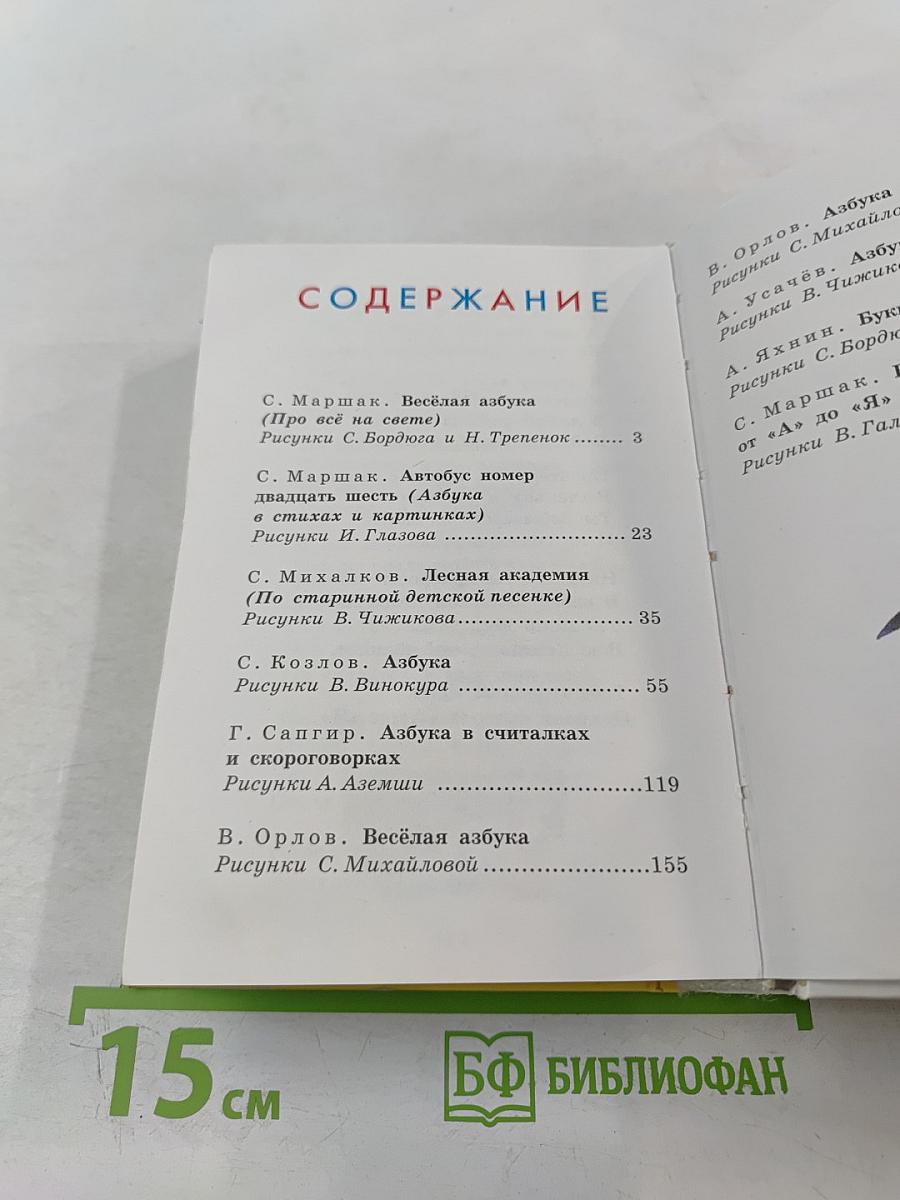 СОДЕРЖАНИЕ
С. Маршак. Весёлая азбука
(Про всё на свете)
Рисунки С. Бордюга и Н. Трепенок ........ 3
С. Маршак. Автобус номер
двадцать шесть (Азбука
в стихах и картинках)
Рисунки И. Глазова ............................ 23
С. Михалков. Лесная академия
(По старинной детской песенке)
Рисунки В. Чижикова........................... 35
С. Козлов. Азбука
Рисунки В. Винокура ........................... 55
Г. Сапгир. Азбука в считалках
и скороговорках
Рисунки А. Аземши ............................119
В. Орлов. Весёлая азбука
Рисунки С. Михайловой.......................155
В. Орлов. Азбука
Рисунки С.
А. Усачёв.
Рисунки В.
А. Яхнин.
Рисунки С.
С. Маршак.
от «А» до «Я»
Рисунки В.
15 см
БФ БИБЛИОФАН